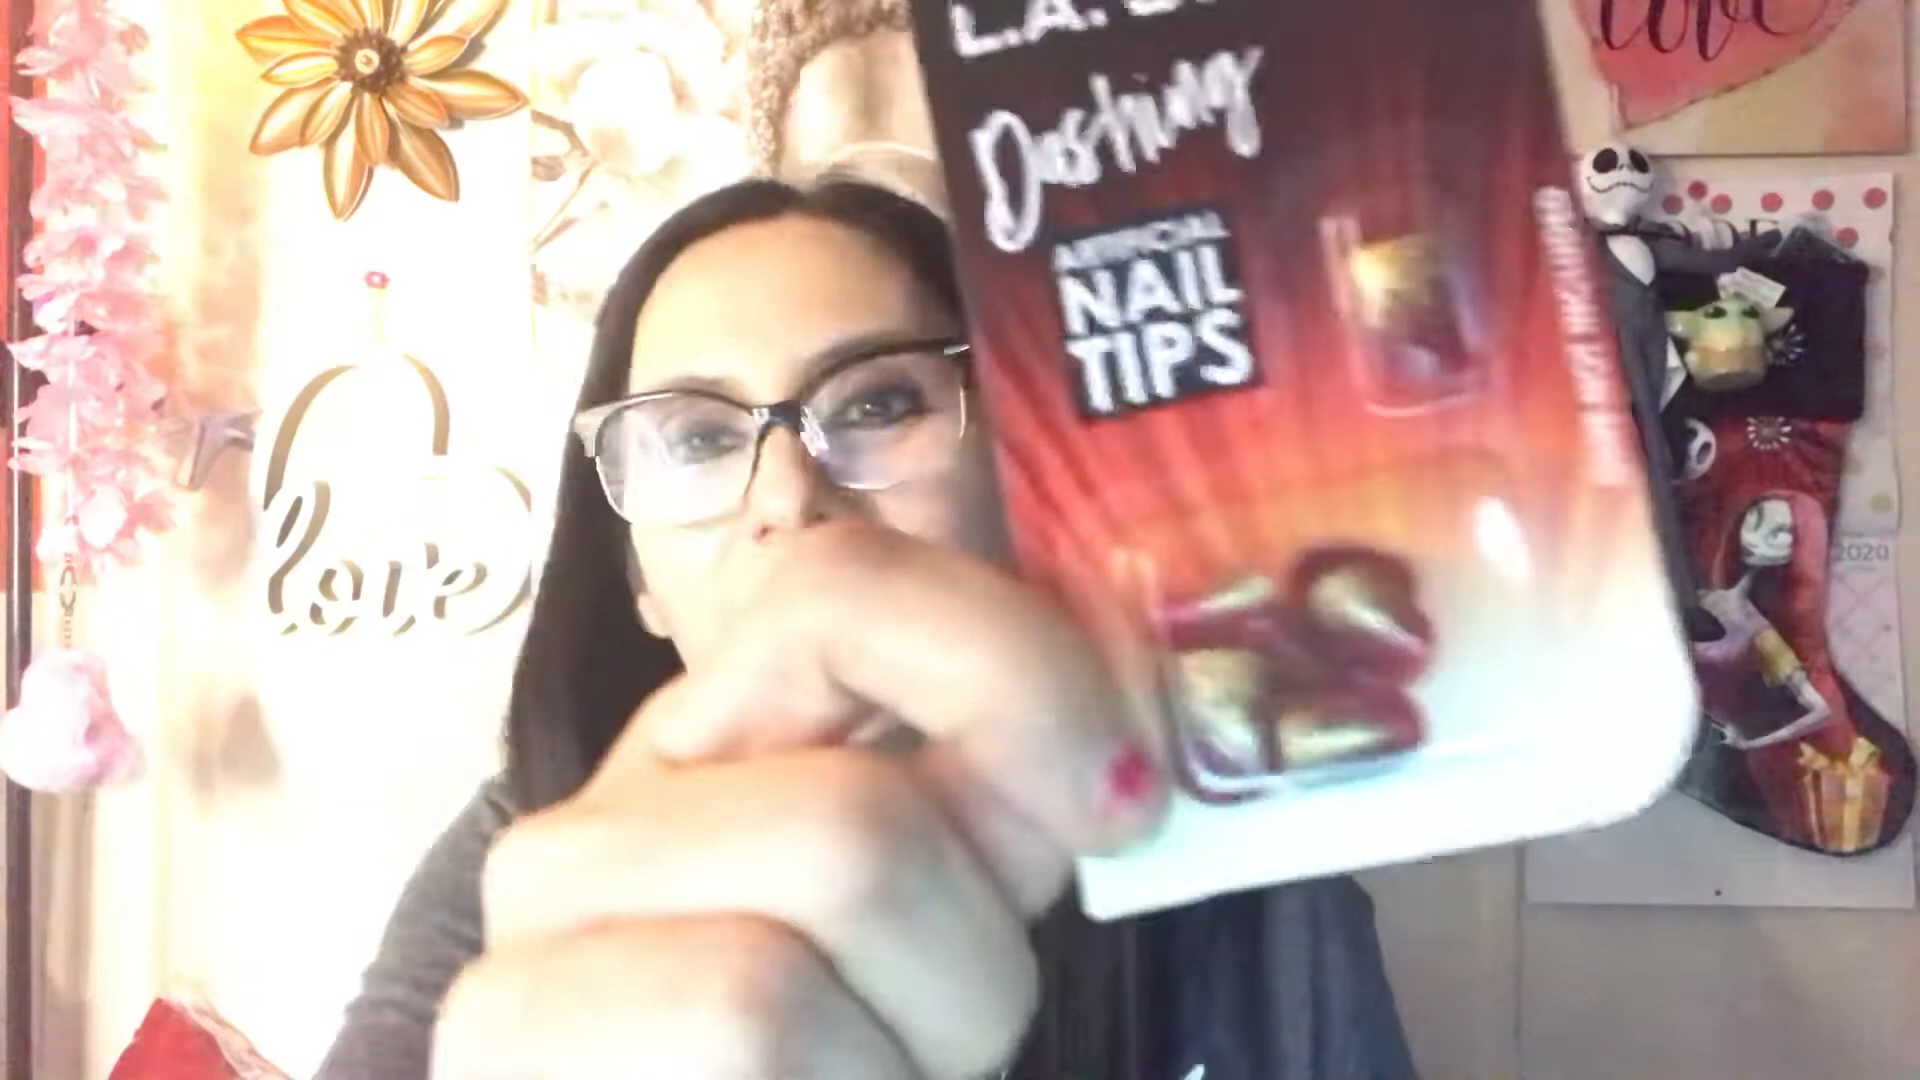 L.A.
Dashing
ARTIFICIAL
NAIL
TIPS
love
love
2020